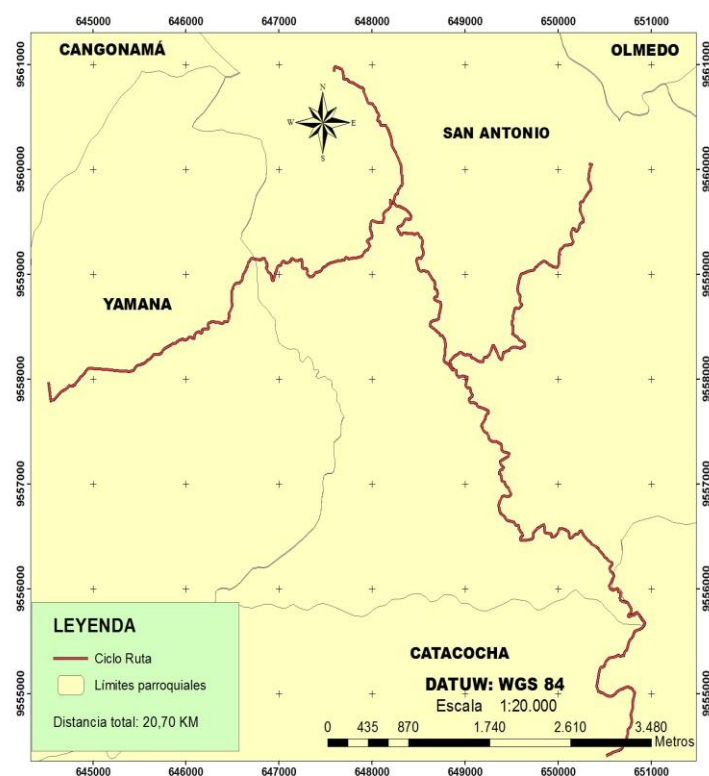 645000 646000 647000 648000 649000 650000 651000
CANGONAMÁ
OLMEDO
9561000 9561000
N
W E
S
SAN ANTONIO
9560000 9560000
9559000 9559000
YAMANA
9558000 9558000
9557000 9557000
9556000 9556000
LEYENDA
Ciclo Ruta
Límites parroquiales
Distancia total: 20,70 KM
CATACOCHA
DATUW: WGS 84
Escala 1:20.000
0 435 870 1.740 2.610 3.480
Metros
9555000 9555000
645000 646000 647000 648000 649000 650000 651000